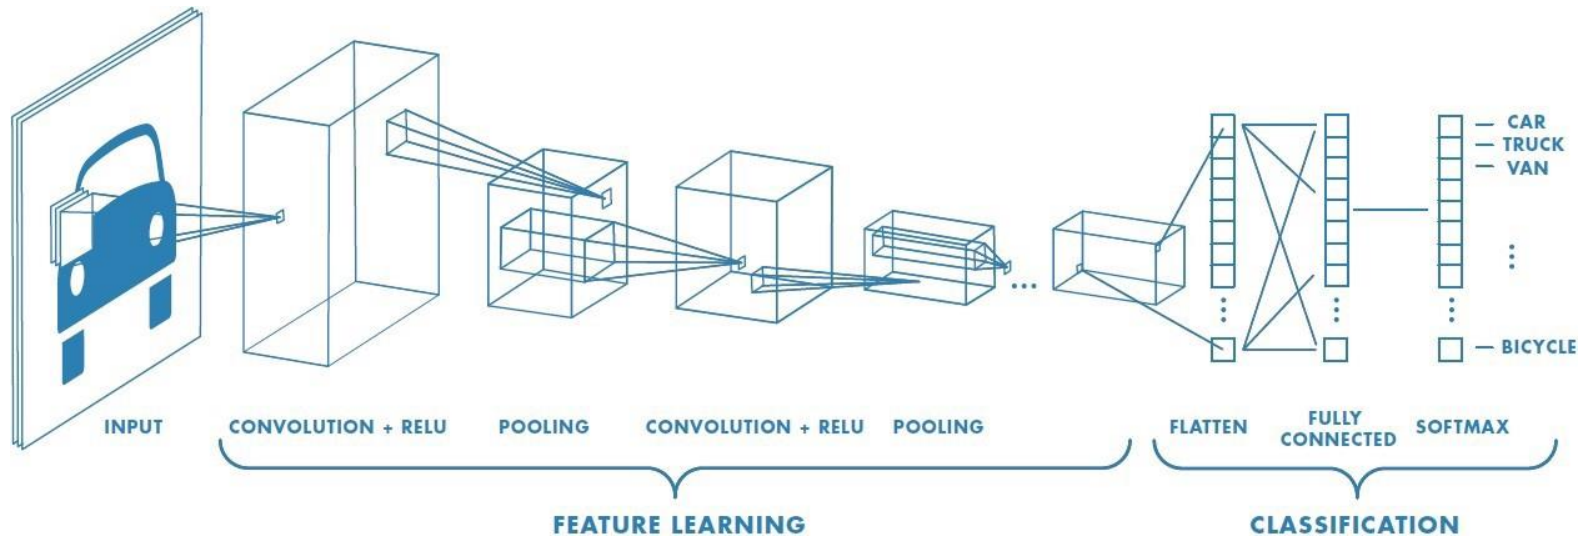 CAR
TRUCK
VAN
BICYCLE
INPUT
CONVOLUTION + RELU
POOLING
CONVOLUTION + RELU
POOLING
FLATTEN
FULLY
CONNECTED
SOFTMAX
FEATURE LEARNING
CLASSIFICATION